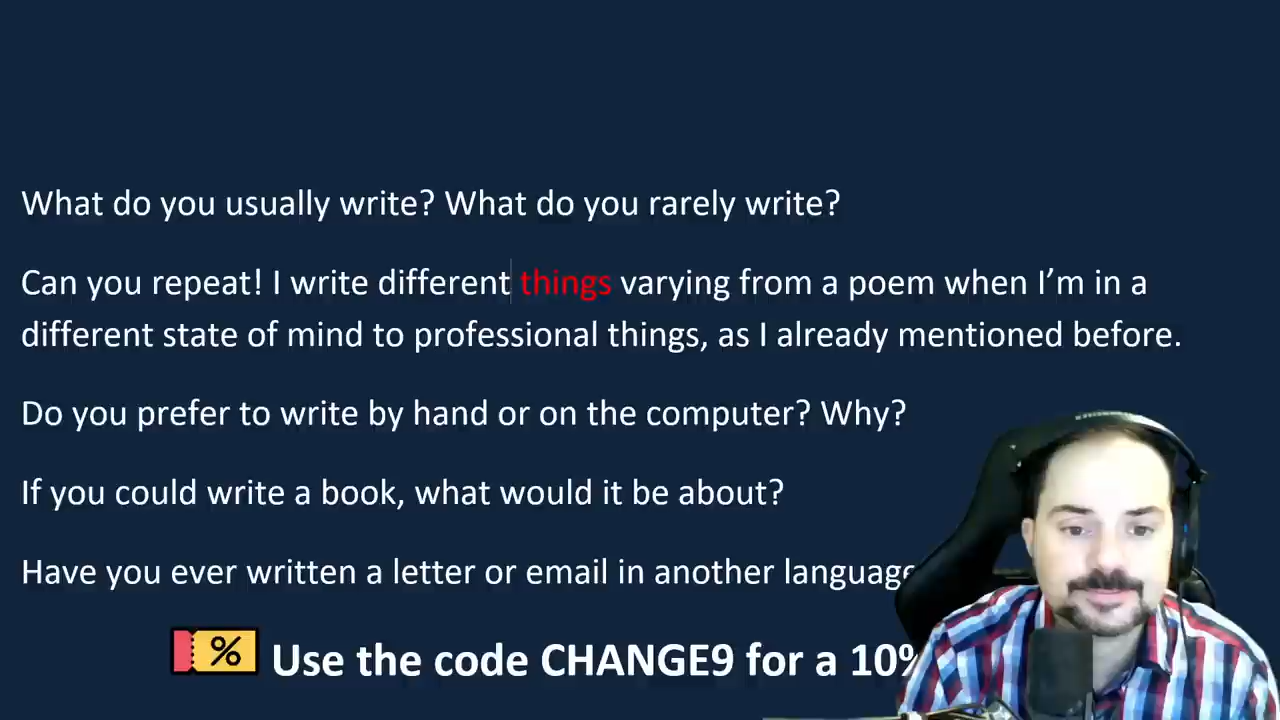 What do you usually write? What do you rarely write?
Can you repeat! I write different things varying from a poem when I’m in a
different state of mind to professional things, as I already mentioned before.
Do you prefer to write by hand or on the computer? Why?
If you could write a book, what would it be about?
Have you ever written a letter or email in another language
% Use the code CHANGE9 for a 10%